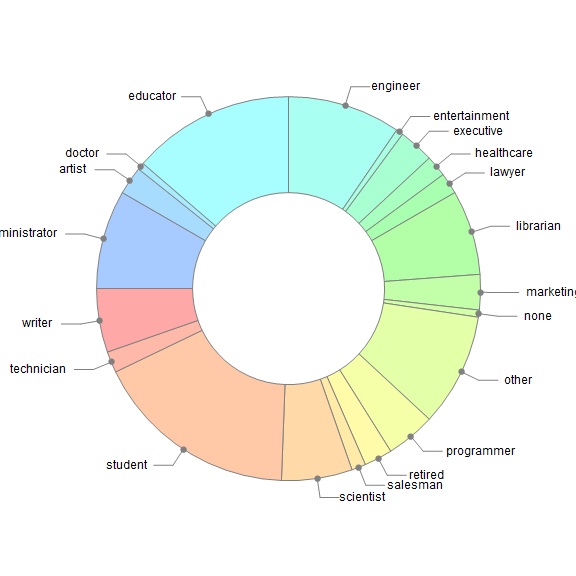 engineer
educator
entertainment
executive
healthcare
doctor
artist
lawyer
librarian
ministrator
marketing
none
writer
technician
other
programmer
student
retired
salesman
scientist